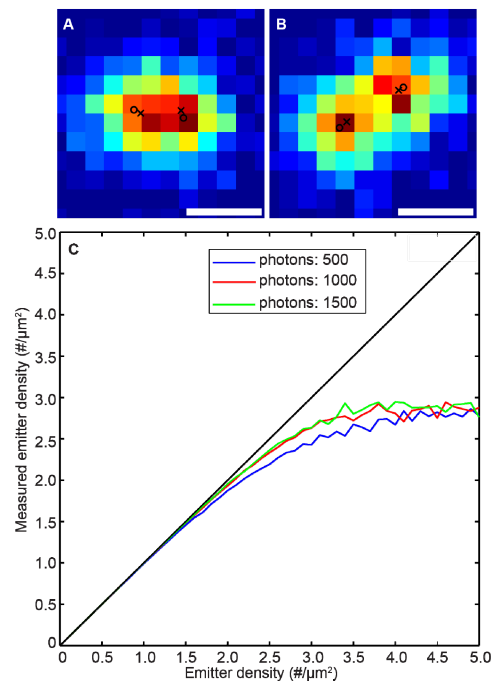 A
B
C
photons: 500
photons: 1000
photons: 1500
Measured emitter density (#/µm²)
5.0
4.5
4.0
3.5
3.0
2.5
2.0
1.5
1.0
0.5
0
0 0.5 1.0 1.5 2.0 2.5 3.0 3.5 4.0 4.5 5.0
Emitter density (#/µm²)